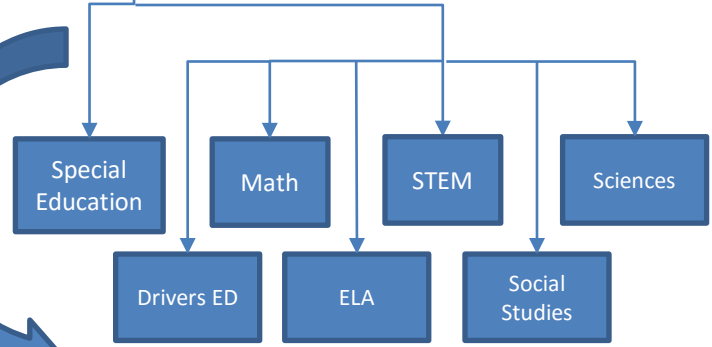 Special
Education
Math
STEM
Sciences
Drivers ED
ELA
Social
Studies